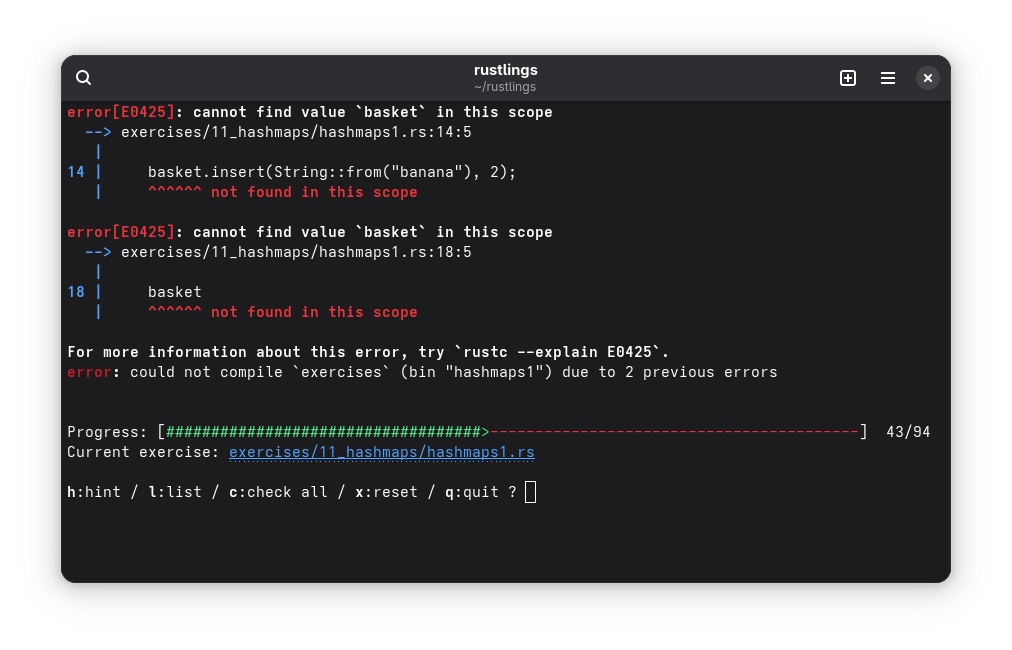 rustlings
~/rustlings
error[E0425]: cannot find value `basket` in this scope
  --> exercises/11_hashmaps/hashmaps1.rs:14:5
   |
14 |     basket.insert(String::from("banana"), 2);
   |     ^^^^^^ not found in this scope
error[E0425]: cannot find value `basket` in this scope
  --> exercises/11_hashmaps/hashmaps1.rs:18:5
   |
18 |     basket
   |     ^^^^^^ not found in this scope
For more information about this error, try `rustc --explain E0425`.
error: could not compile `exercises` (bin "hashmaps1") due to 2 previous errors
Progress: [###################################>-----------------------------------------]  43/94
Current exercise: exercises/11_hashmaps/hashmaps1.rs
h:hint / l:list / c:check all / x:reset / q:quit ?